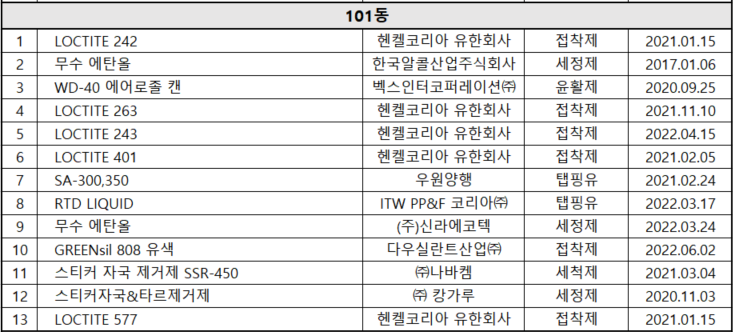 101동
1 LOCTITE 242 헨켈코리아 유한회사 접착제 2021.01.15
2 무수 에탄올 한국알콜산업주식회사 세정제 2017.01.06
3 WD-40 에어로졸 캔 벡스인터코퍼레이션㈜ 윤활제 2020.09.25
4 LOCTITE 263 헨켈코리아 유한회사 접착제 2021.11.10
5 LOCTITE 243 헨켈코리아 유한회사 접착제 2022.04.15
6 LOCTITE 401 헨켈코리아 유한회사 접착제 2021.02.05
7 SA-300,350 우원양행 탭핑유 2021.02.24
8 RTD LIQUID ITW PP&F 코리아㈜ 탭핑유 2022.03.17
9 무수 에탄올 (주)신라에코텍 세정제 2022.03.24
10 GREENsil 808 유색 다우실란트산업㈜ 접착제 2022.06.02
11 스티커 자국 제거제 SSR-450 ㈜나바켐 세척제 2021.03.04
12 스티커자국&타르제거제 ㈜ 캉가루 세정제 2020.11.03
13 LOCTITE 577 헨켈코리아 유한회사 접착제 2021.01.15